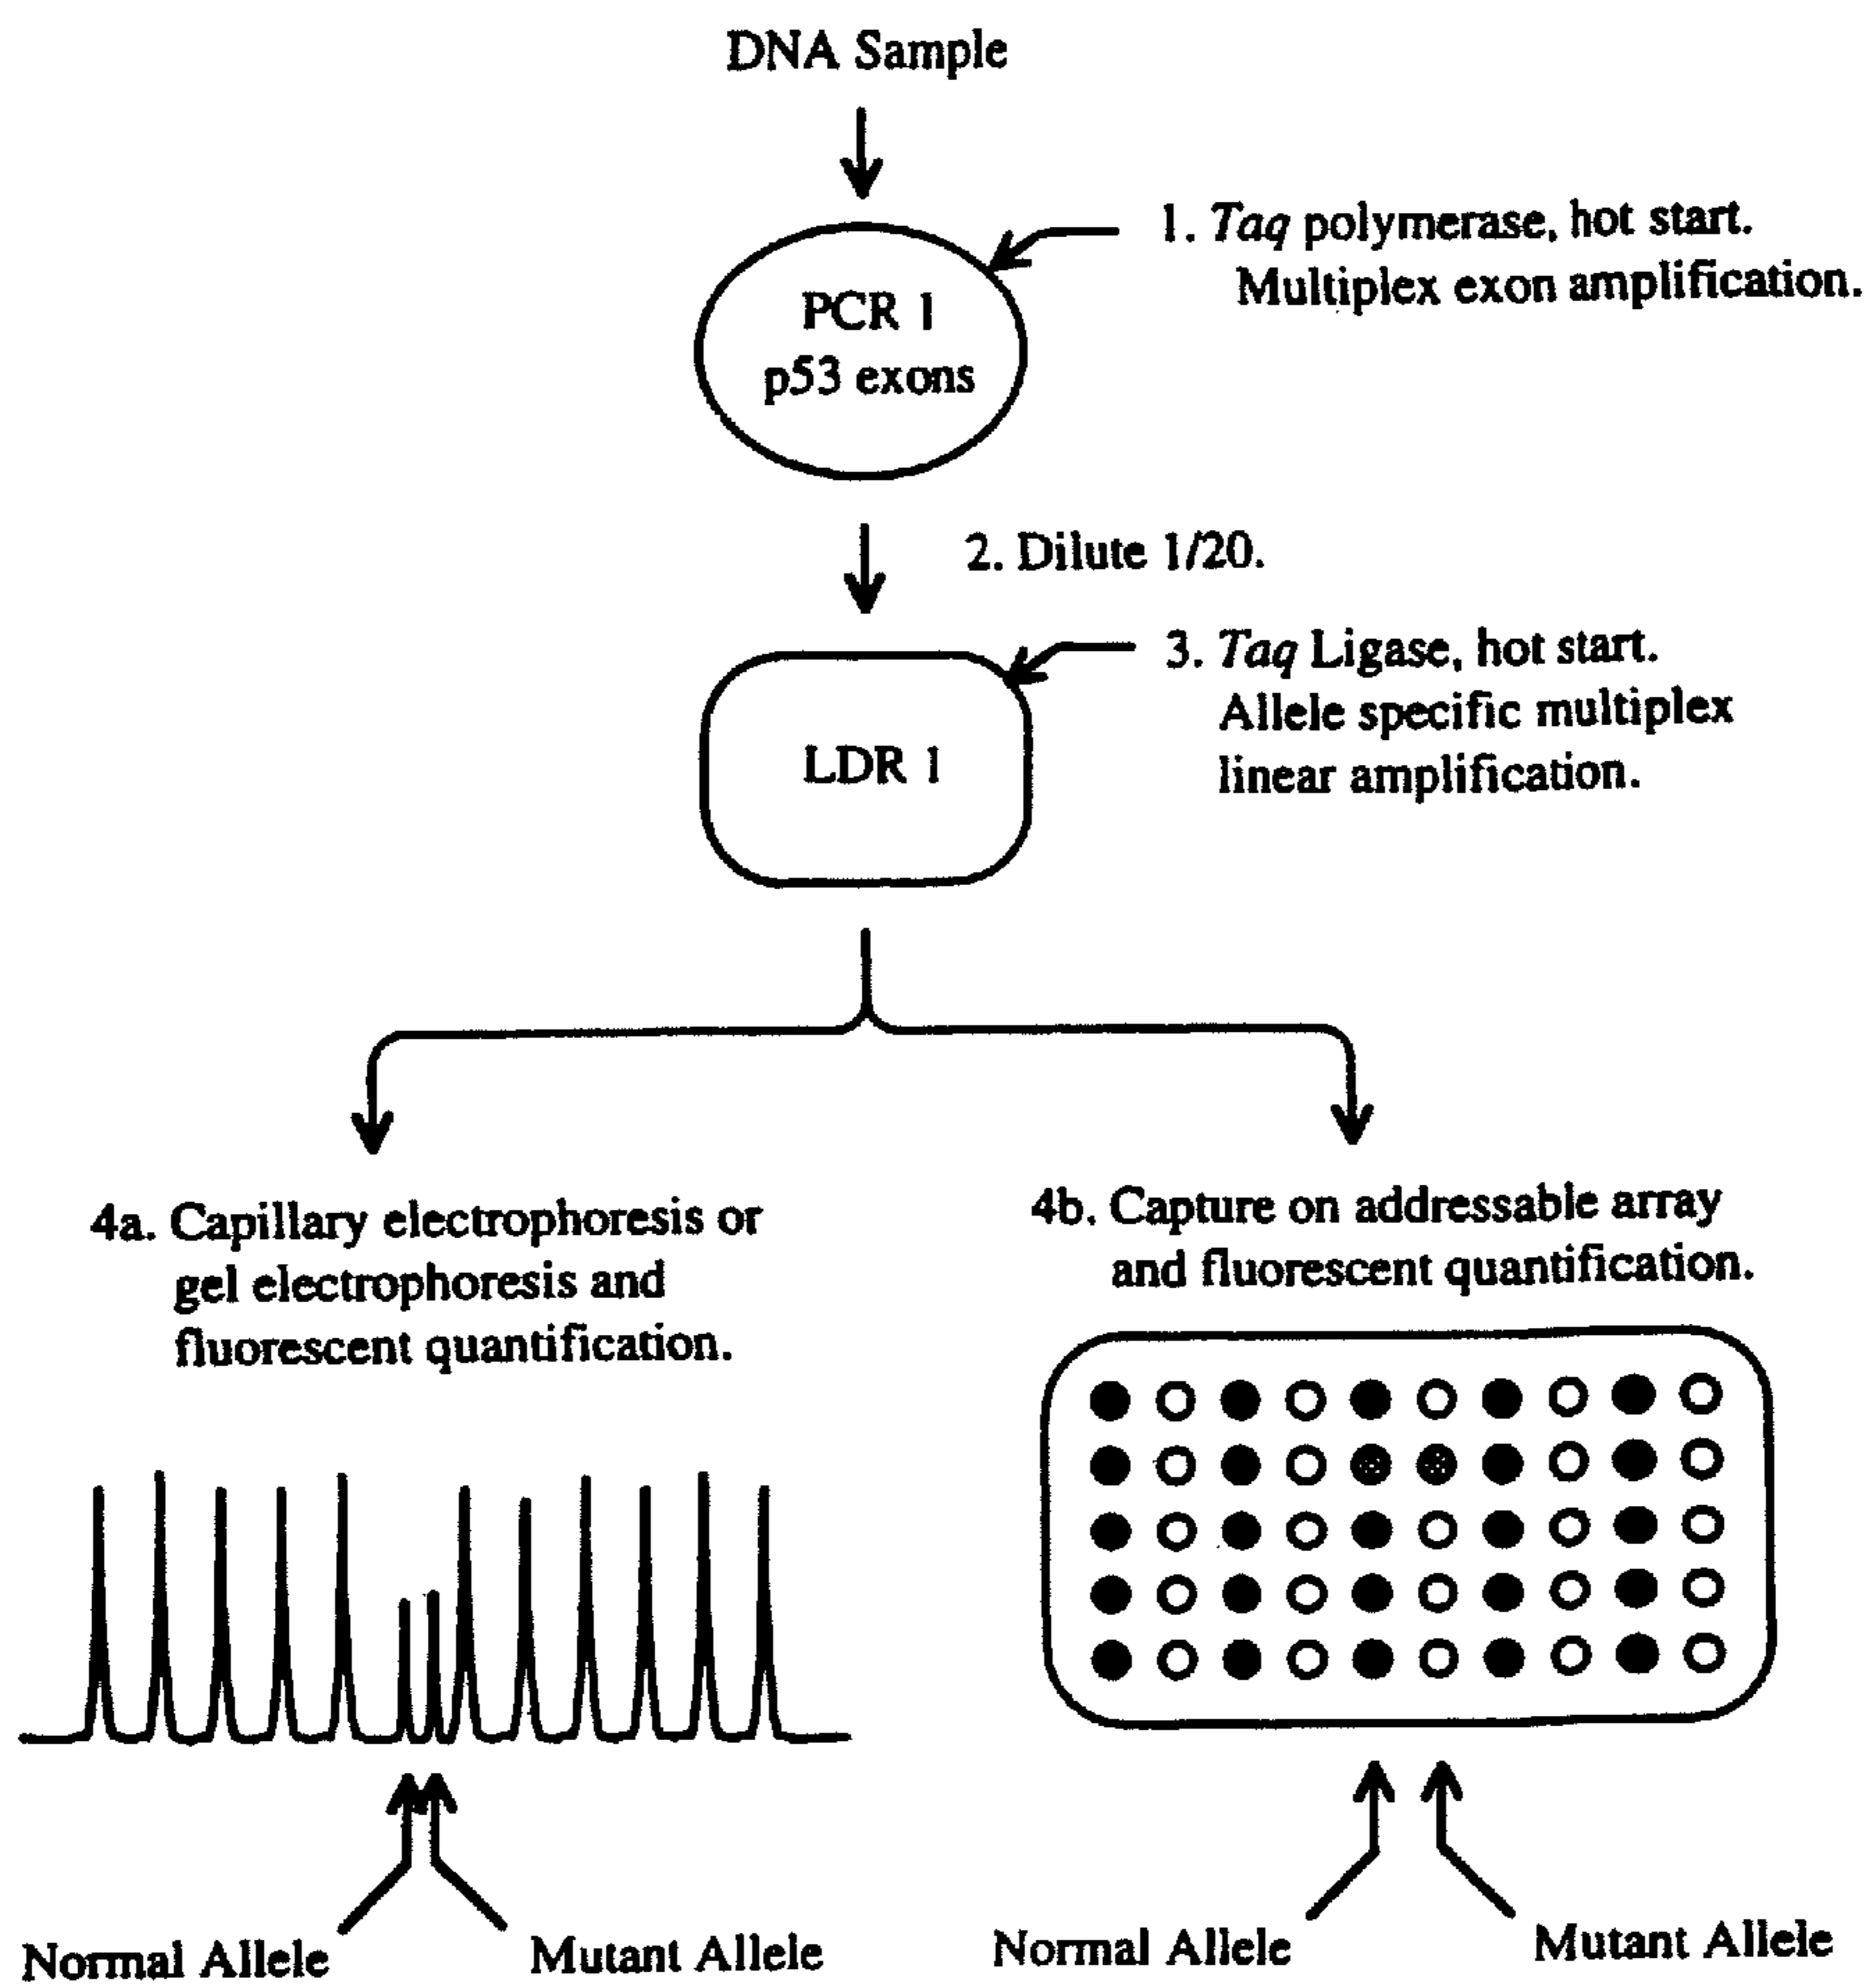 DNA Sample
1. Taq polymerase, hot start.
Multiplex exon amplification.
PCR 1
p53 exons
2. Dilute 1/20.
3. Taq Ligase, hot start.
Allele specific multiplex
linear amplification.
LDR 1
4a. Capillary electrophoresis or
gel electrophoresis and
fluorescent quantification.
4b. Capture on addressable array
and fluorescent quantification.
Normal Allele
Mutant Allele
Normal Allele
Mutant Allele